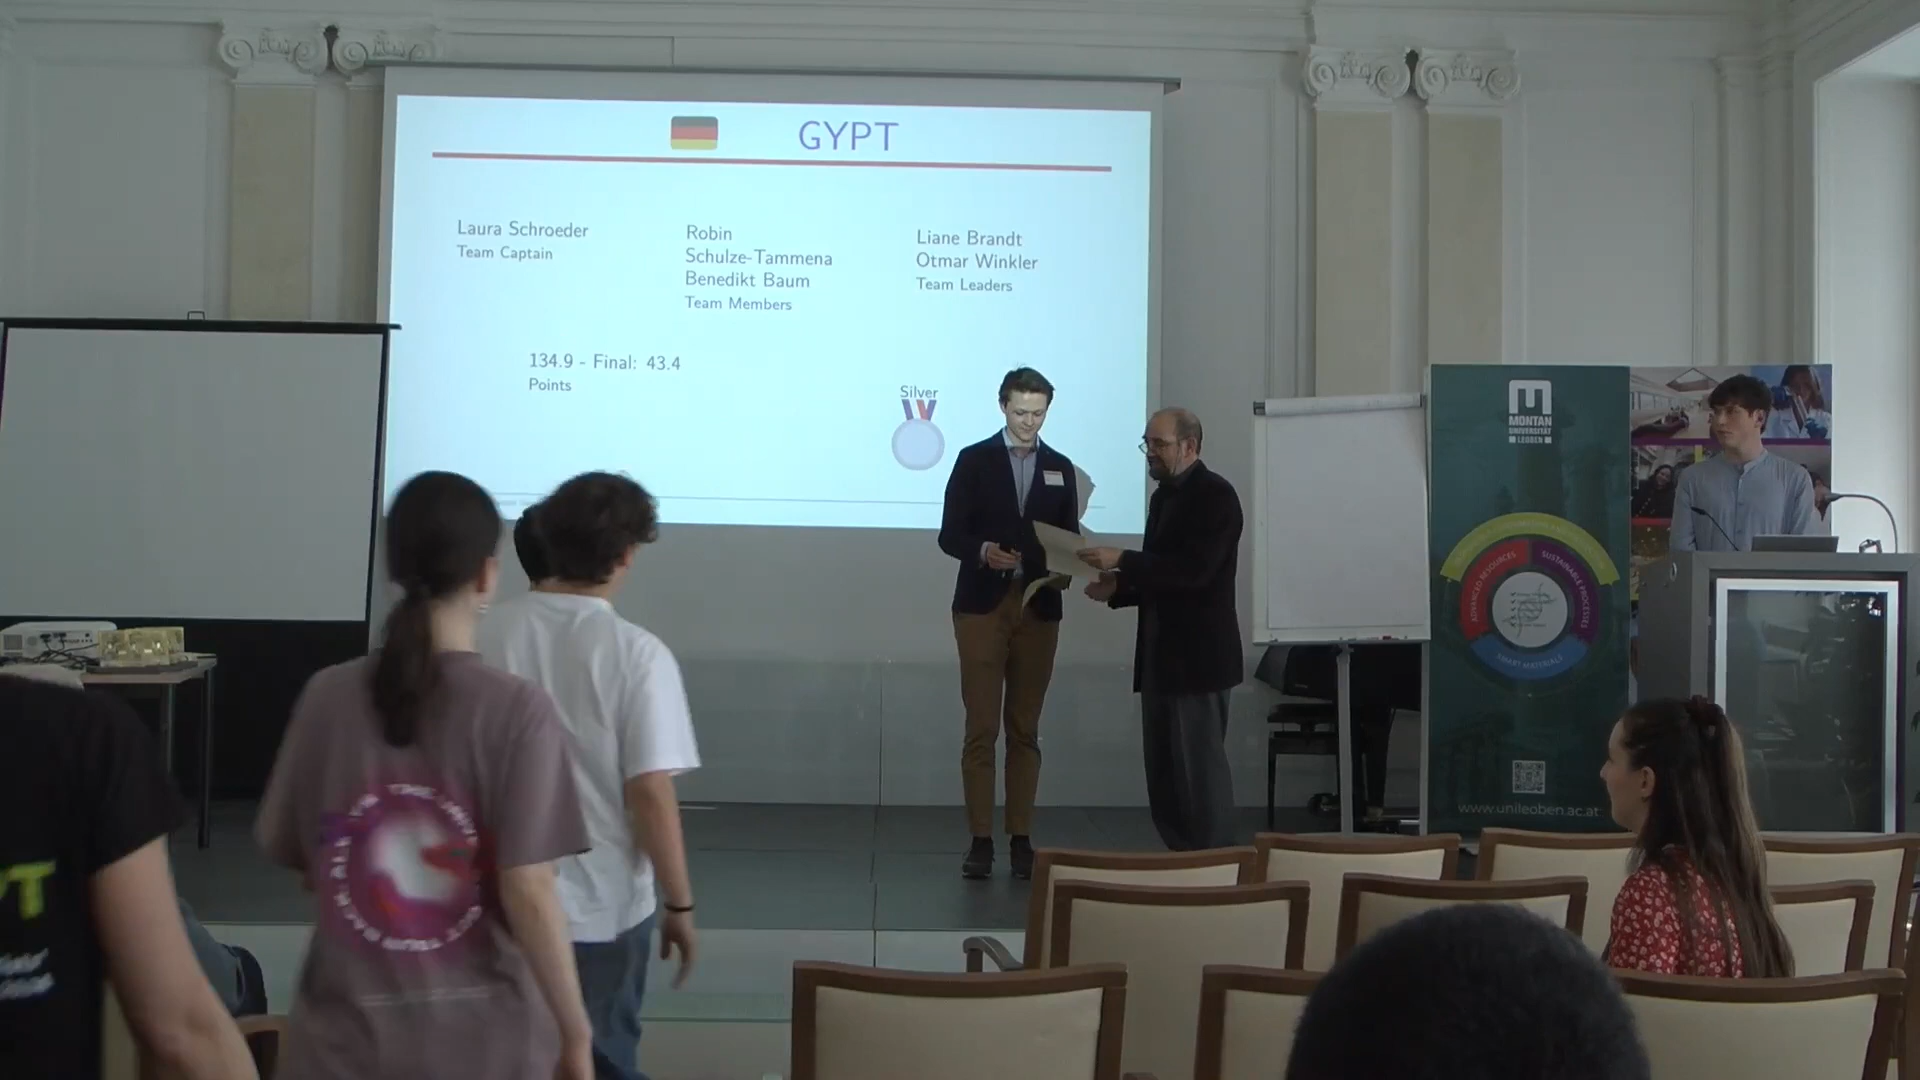 GYPT
Laura Schroeder
Team Captain
Robin
Schulze-Tammena
Benedikt Baum
Team Members
Liane Brandt
Otmar Winkler
Team Leaders
134.9 - Final: 43.4
Points
Silver
MONTAN
UNIVERSITÄT
LEOBEN
ADVANCED RESOURCES
SUSTAINABLE PROCESSES
SMART MATERIALS
www.unileoben.ac.at